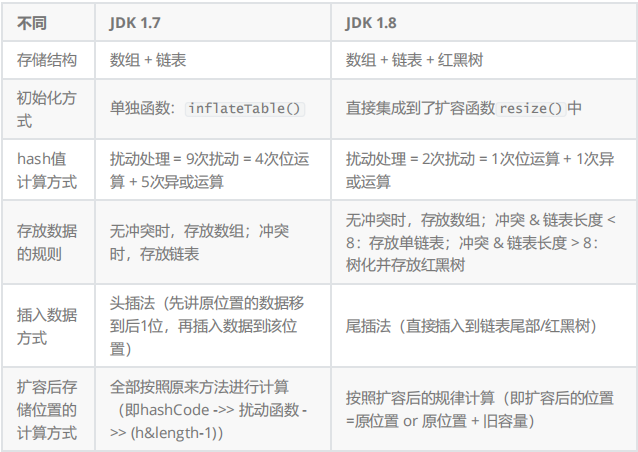 不同
JDK 1.7
JDK 1.8
存储结构
数组 + 链表
数组 + 链表 + 红黑树
初始化方
式
单独函数： inflateTable()
直接集成到了扩容函数 resize() 中
hash值
计算方式
扰动处理 = 9次扰动 = 4次位运
算 + 5次异或运算
扰动处理 = 2次扰动 = 1次位运算 + 1次异
或运算
存放数据
的规则
无冲突时，存放数组；冲突
时，存放链表
无冲突时，存放数组；冲突 & 链表长度 <
8：存放单链表；冲突 & 链表长度 > 8：
树化并存放红黑树
插入数据
方式
头插法（先讲原位置的数据移
到后1位，再插入数据到该位
置）
尾插法（直接插入到链表尾部/红黑树）
扩容后存
储位置的
计算方式
全部按照原来方法进行计算
（即hashCode ->> 扰动函数 -
>> (h&length-1)）
按照扩容后的规律计算（即扩容后的位置
=原位置 or 原位置 + 旧容量）